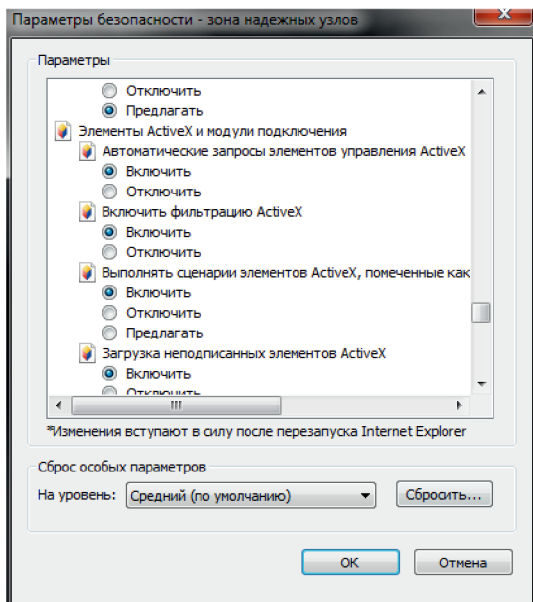 Параметры безопасности - зона надежных узлов
Параметры
Отключить
Предлагать
Элементы ActiveX и модули подключения
Автоматические запросы элементов управления ActiveX
Включить
Отключить
Включить фильтрацию ActiveX
Включить
Отключить
Выполнять сценарии элементов ActiveX, помеченные как
Включить
Отключить
Предлагать
Загрузка неподписанных элементов ActiveX
Включить
Отключить
*Изменения вступают в силу после перезапуска Internet Explorer
Сброс особых параметров
На уровень: Средний (по умолчанию) Сбросить...
ОК Отмена